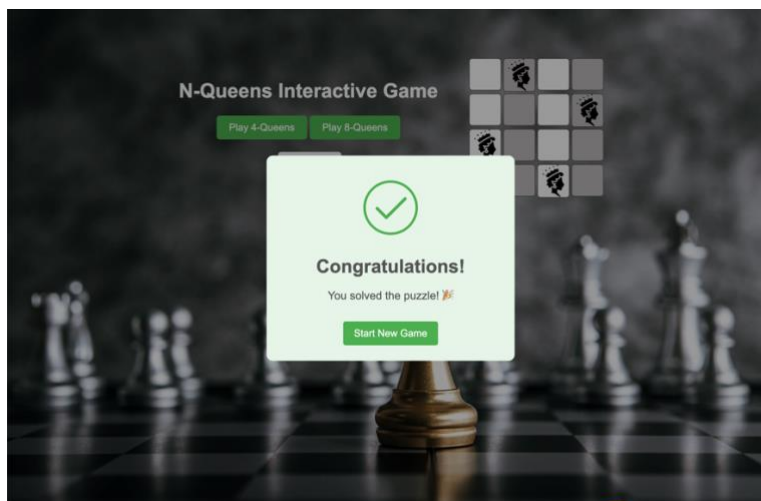 N-Queens Interactive Game
Play 4-Queens Play 8-Queens
Congratulations!
You solved the puzzle! 🎉
Start New Game